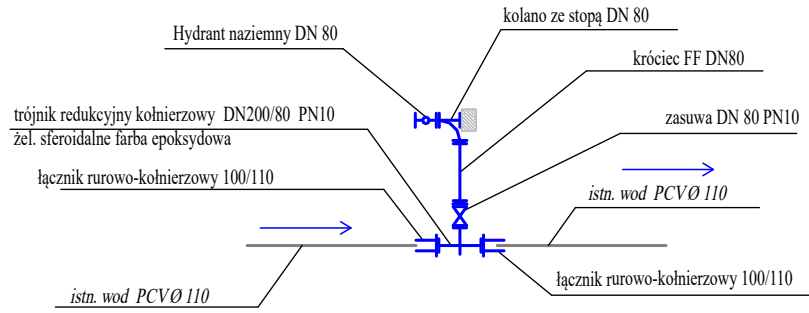 kolano ze stopą DN 80
Hydrant naziemny DN 80
króciec FF DN80
trójnik redukcyjny kołnierzowy DN200/80 PN10
żel. sferoidalne farba epoksydowa
zasuwa DN 80 PN10
łącznik rurowo-kołnierzowy 100/110
istn. wod PCVØ 110
łącznik rurowo-kołnierzowy 100/110
istn. wod PCVØ 110